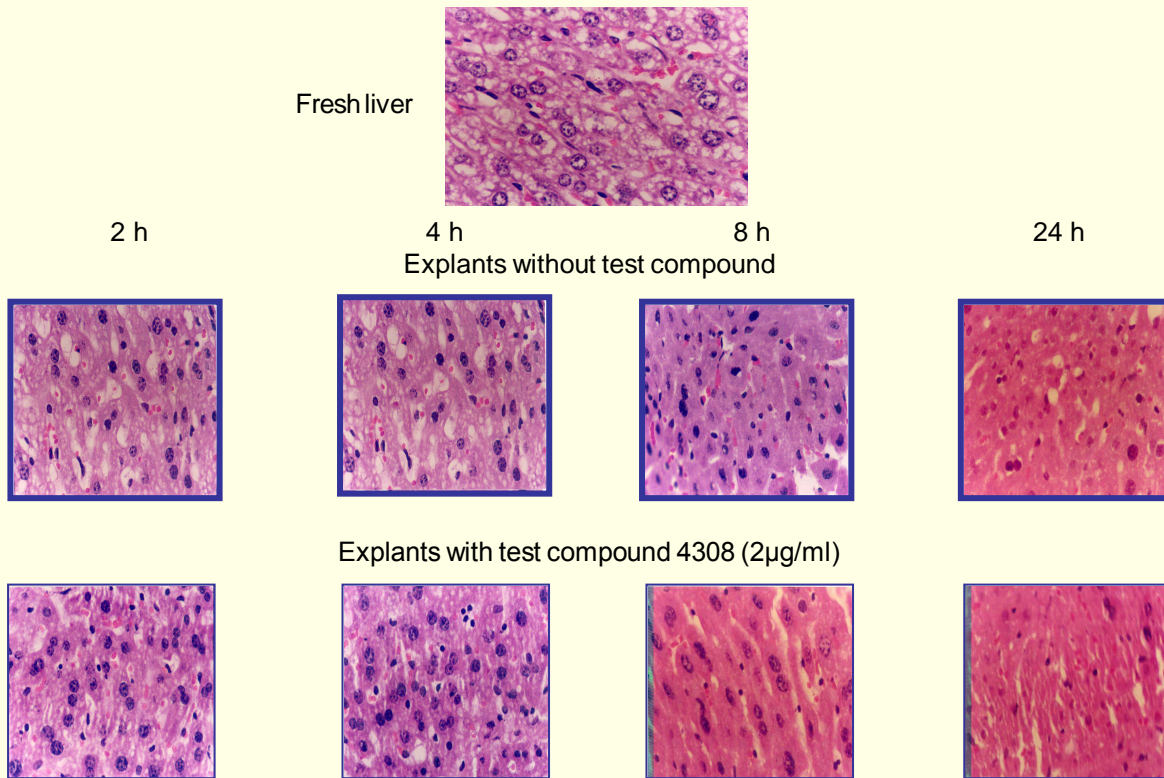 Fresh liver
2 h 4 h 8 h 24 h
Explants without test compound
Explants with test compound 4308 (2µg/ml)